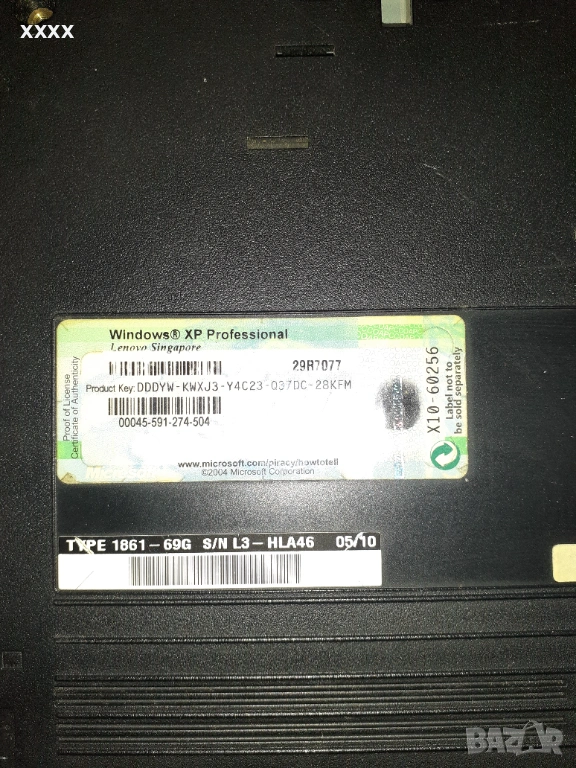 xxxx
Windows® XP Professional
Lenovo Singapore
29R7077
Product Key: DDDYW-KWXJ3-Y4C23-Q37DC-28KFM
00045-591-274-504
www.microsoft.com/piracy/howtotell
©2004 Microsoft Corporation
Proof of License
Certificate of Authenticity
X10-60256
Label not to
be sold separately
TYPE 1861-69G S/N L3-HLA46 05/10
BAZAR